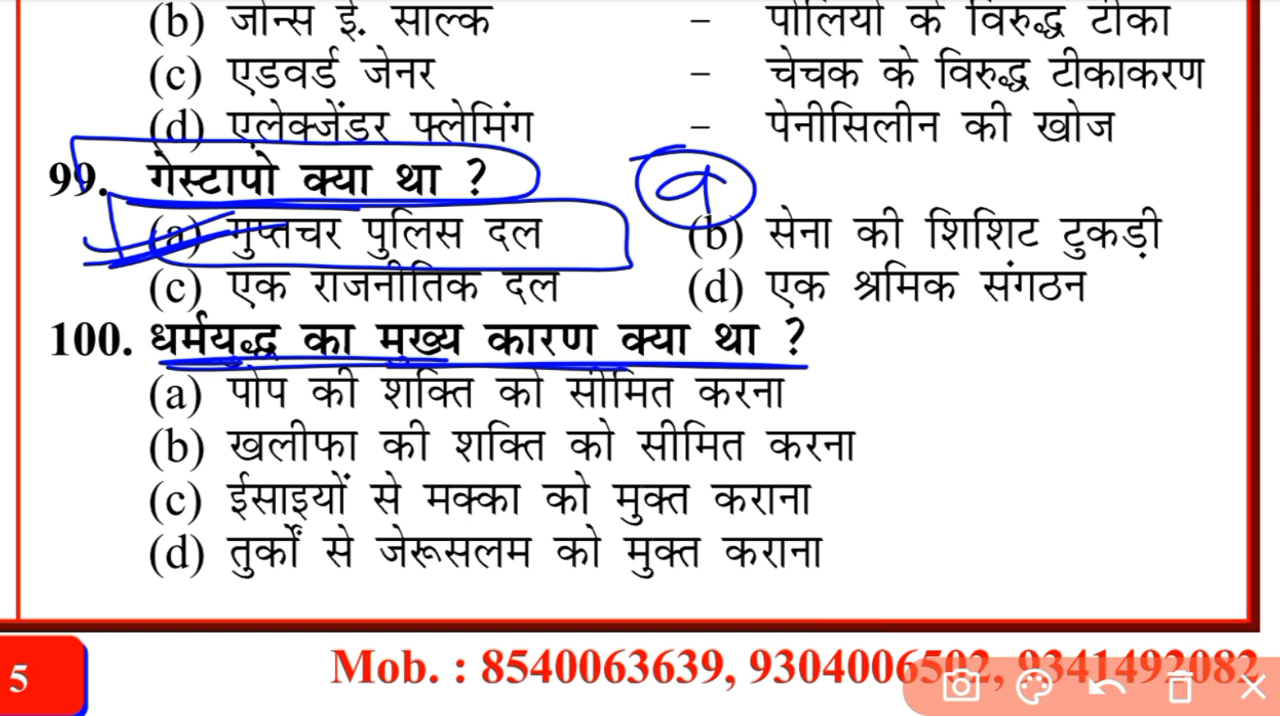 (b) जोन्स ई. साल्क – पोलियो के विरुद्ध टीका
(c) एडवर्ड जेनर – चेचक के विरुद्ध टीकाकरण
(d) एलेक्जेंडर फ्लेमिंग – पेनीसिलीन की खोज
99. गेस्टापो क्या था ?
a
(a) गुप्तचर पुलिस दल (b) सेना की शिशिट टुकड़ी
(c) एक राजनीतिक दल (d) एक श्रमिक संगठन
100. धर्मयुद्ध का मुख्य कारण क्या था ?
(a) पोप की शक्ति को सीमित करना
(b) खलीफा की शक्ति को सीमित करना
(c) ईसाइयों से मक्का को मुक्त कराना
(d) तुर्कों से जेरूसलम को मुक्त कराना
5 Mob. : 8540063639, 9304006502, 9341492082